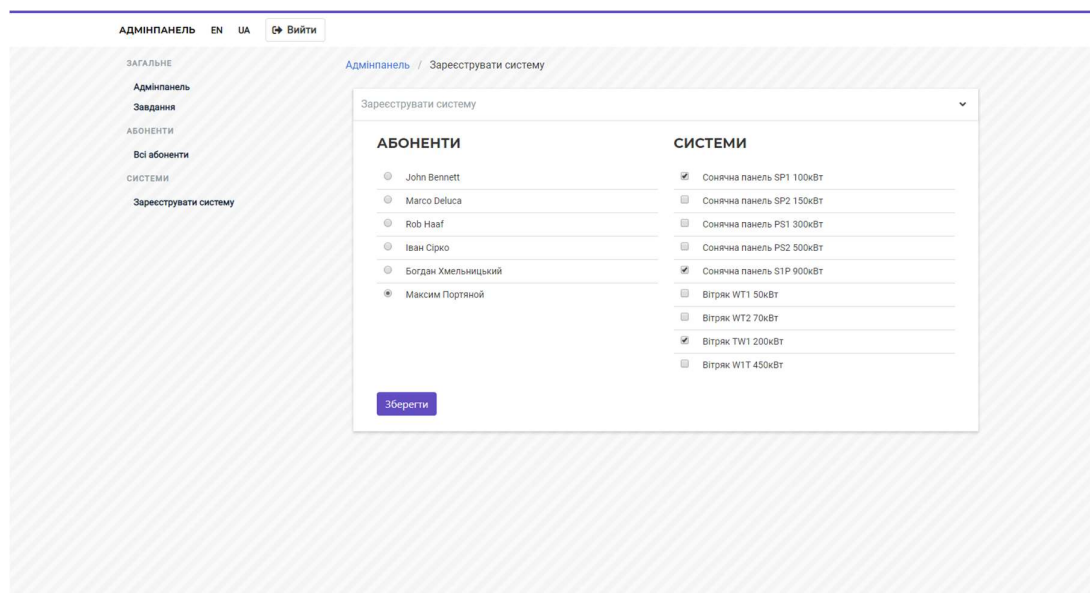 АДМІНПАНЕЛЬ EN UA Вийти
ЗАГАЛЬНЕ
Адмінпанель
Завдання
АБОНЕНТИ
Всі абоненти
СИСТЕМИ
Зареєструвати систему
Адмінпанель / Зареєструвати систему
Зареєструвати систему
АБОНЕНТИ
John Bennett
Marco Deluca
Rob Haaf
Іван Сірко
Богдан Хмельницький
Максим Портяной
СИСТЕМИ
Сонячна панель SP1 100кВт
Сонячна панель SP2 150кВт
Сонячна панель PS1 300кВт
Сонячна панель PS2 500кВт
Сонячна панель S1P 900кВт
Вітряк WT1 50кВт
Вітряк WT2 70кВт
Вітряк TW1 200кВт
Вітряк W1T 450кВт
Зберегти